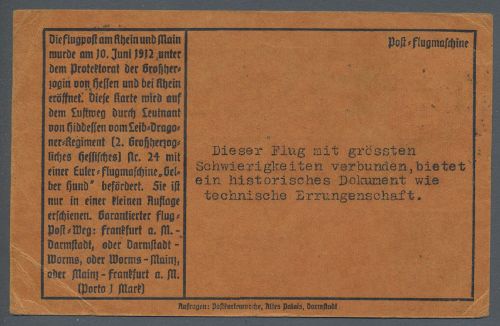 Die Flugpost am Rhein und Main
wurde am 10. Juni 1912 unter
dem Protektorat der Großher-
zogin von Hessen und bei Rhein
eröffnet. Diese Karte wird auf
dem Luftweg durch Leutnant
von Hiddessen vom Leib-Drago-
ner-Regiment (2. Großherzog-
liches Hessisches) Nr. 24 mit
einer Euler-Flugmaschine „Gel-
ber Hund“ befördert. Sie ist
nur in einer kleinen Auflage
erschienen. Garantierter Flug-
Post-Weg: Frankfurt a. M. -
Darmstadt, oder Darmstadt -
Worms, oder Worms - Mainz,
oder Mainz - Frankfurt a. M.
(Porto 1 Mark)
Post-Flugmaschine
Dieser Flug mit grössten
Schwierigkeiten verbunden,bietet
ein historisches Dokument wie
technische Errungenschaft.
Anfragen: Postkartenwoche, Altes Palais, Darmstadt